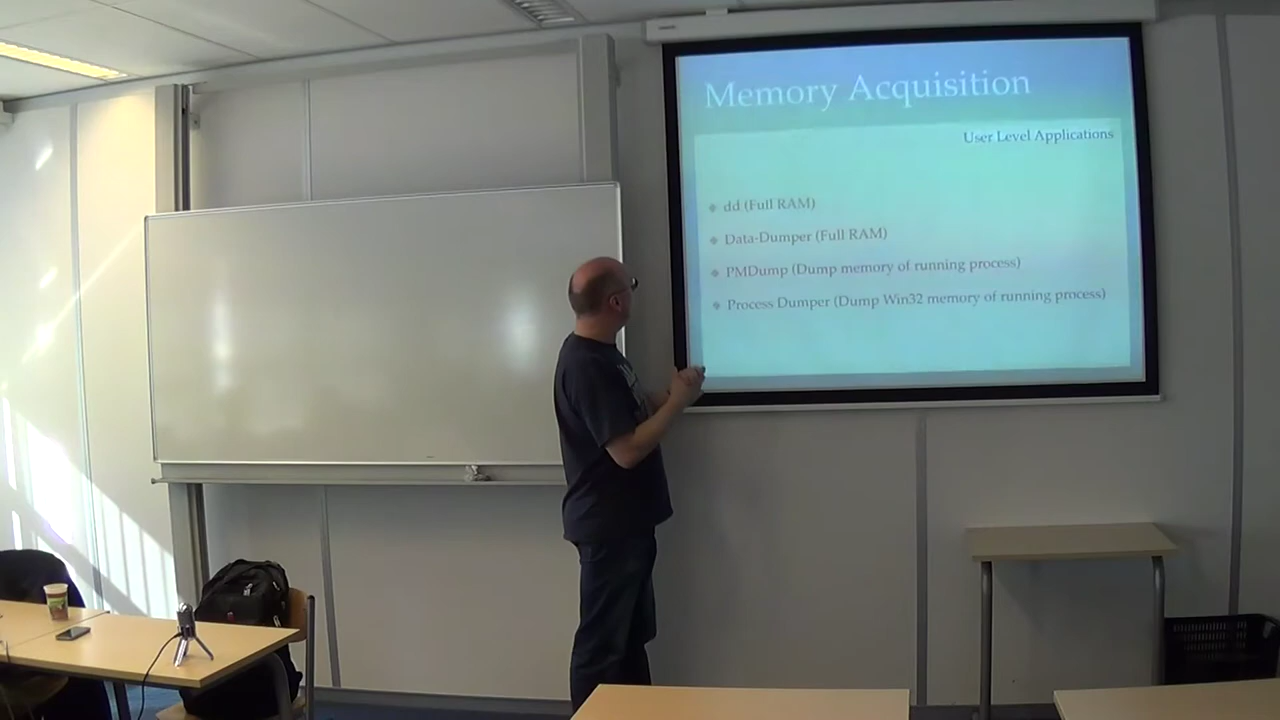 Memory Acquisition
User Level Applications
dd (Full RAM)
Data-Dumper (Full RAM)
PMDump (Dump memory of running process)
Process Dumper (Dump Win32 memory of running process)